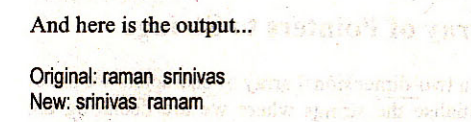 And here is the output...
Original: raman srinivas
New: srinivas ramam